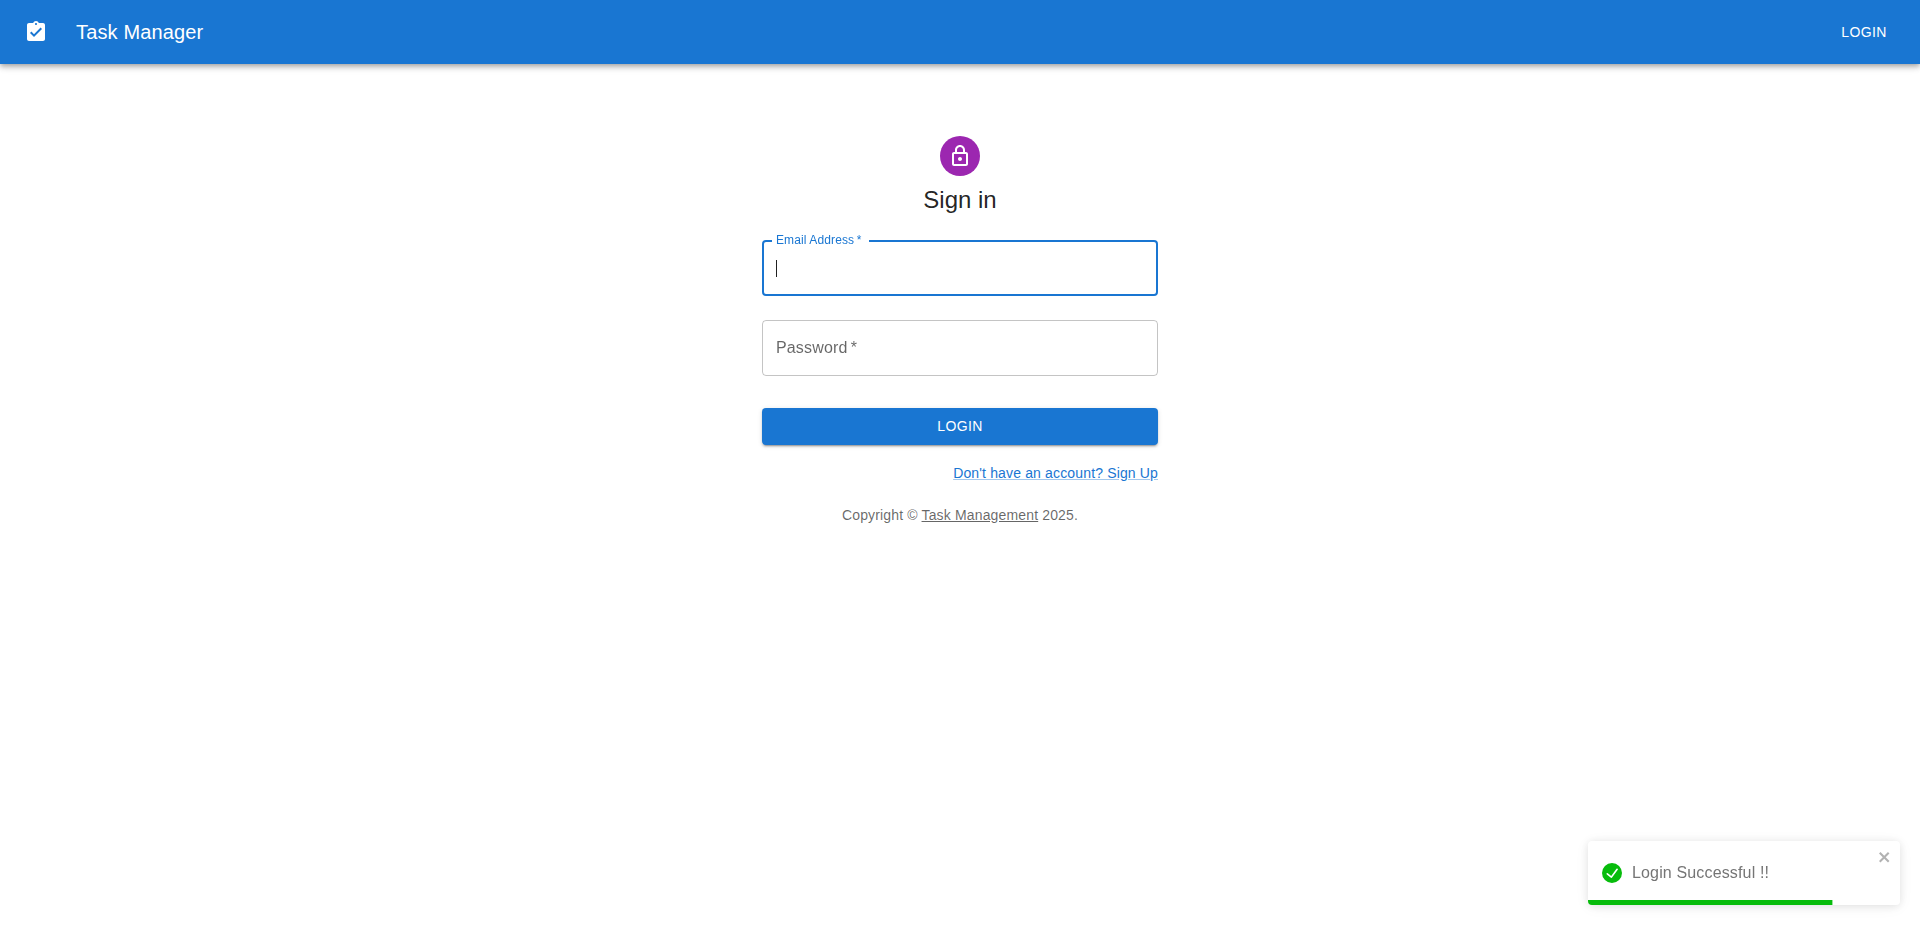 Task Manager
LOGIN
Sign in
Email Address *
Password *
LOGIN
Don't have an account? Sign Up
Copyright © Task Management 2025.
Login Successful !!